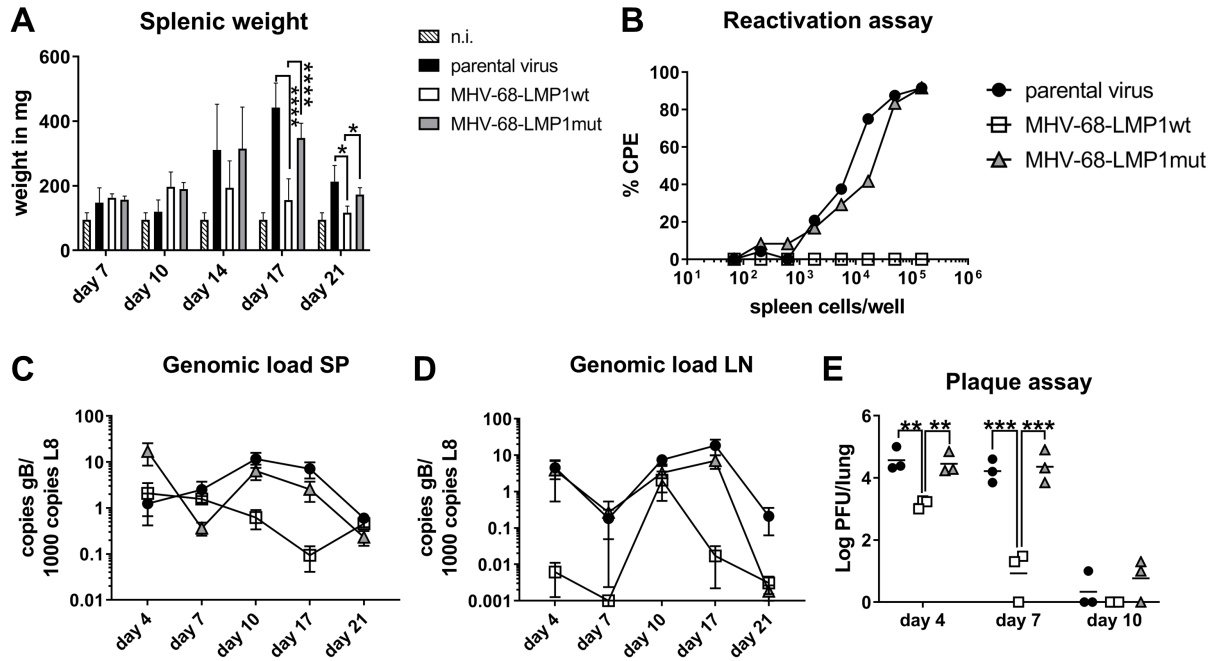 A
Splenic weight
n.i.
parental virus
MHV-68-LMP1wt
MHV-68-LMP1mut
weight in mg
600
400
200
0
****
****
*
*
day 7
day 10
day 14
day 17
day 21
B
Reactivation assay
parental virus
MHV-68-LMP1wt
MHV-68-LMP1mut
% CPE
100
80
60
40
20
0
10¹
10²
10³
10⁴
10⁵
10⁶
spleen cells/well
C
Genomic load SP
copies gB/
1000 copies L8
100
10
1
0.1
0.01
day 4
day 7
day 10
day 17
day 21
D
Genomic load LN
copies gB/
1000 copies L8
100
10
1
0.1
0.01
0.001
day 4
day 7
day 10
day 17
day 21
E
Plaque assay
Log PFU/lung
6
4
2
0
**
**
***
***
day 4
day 7
day 10